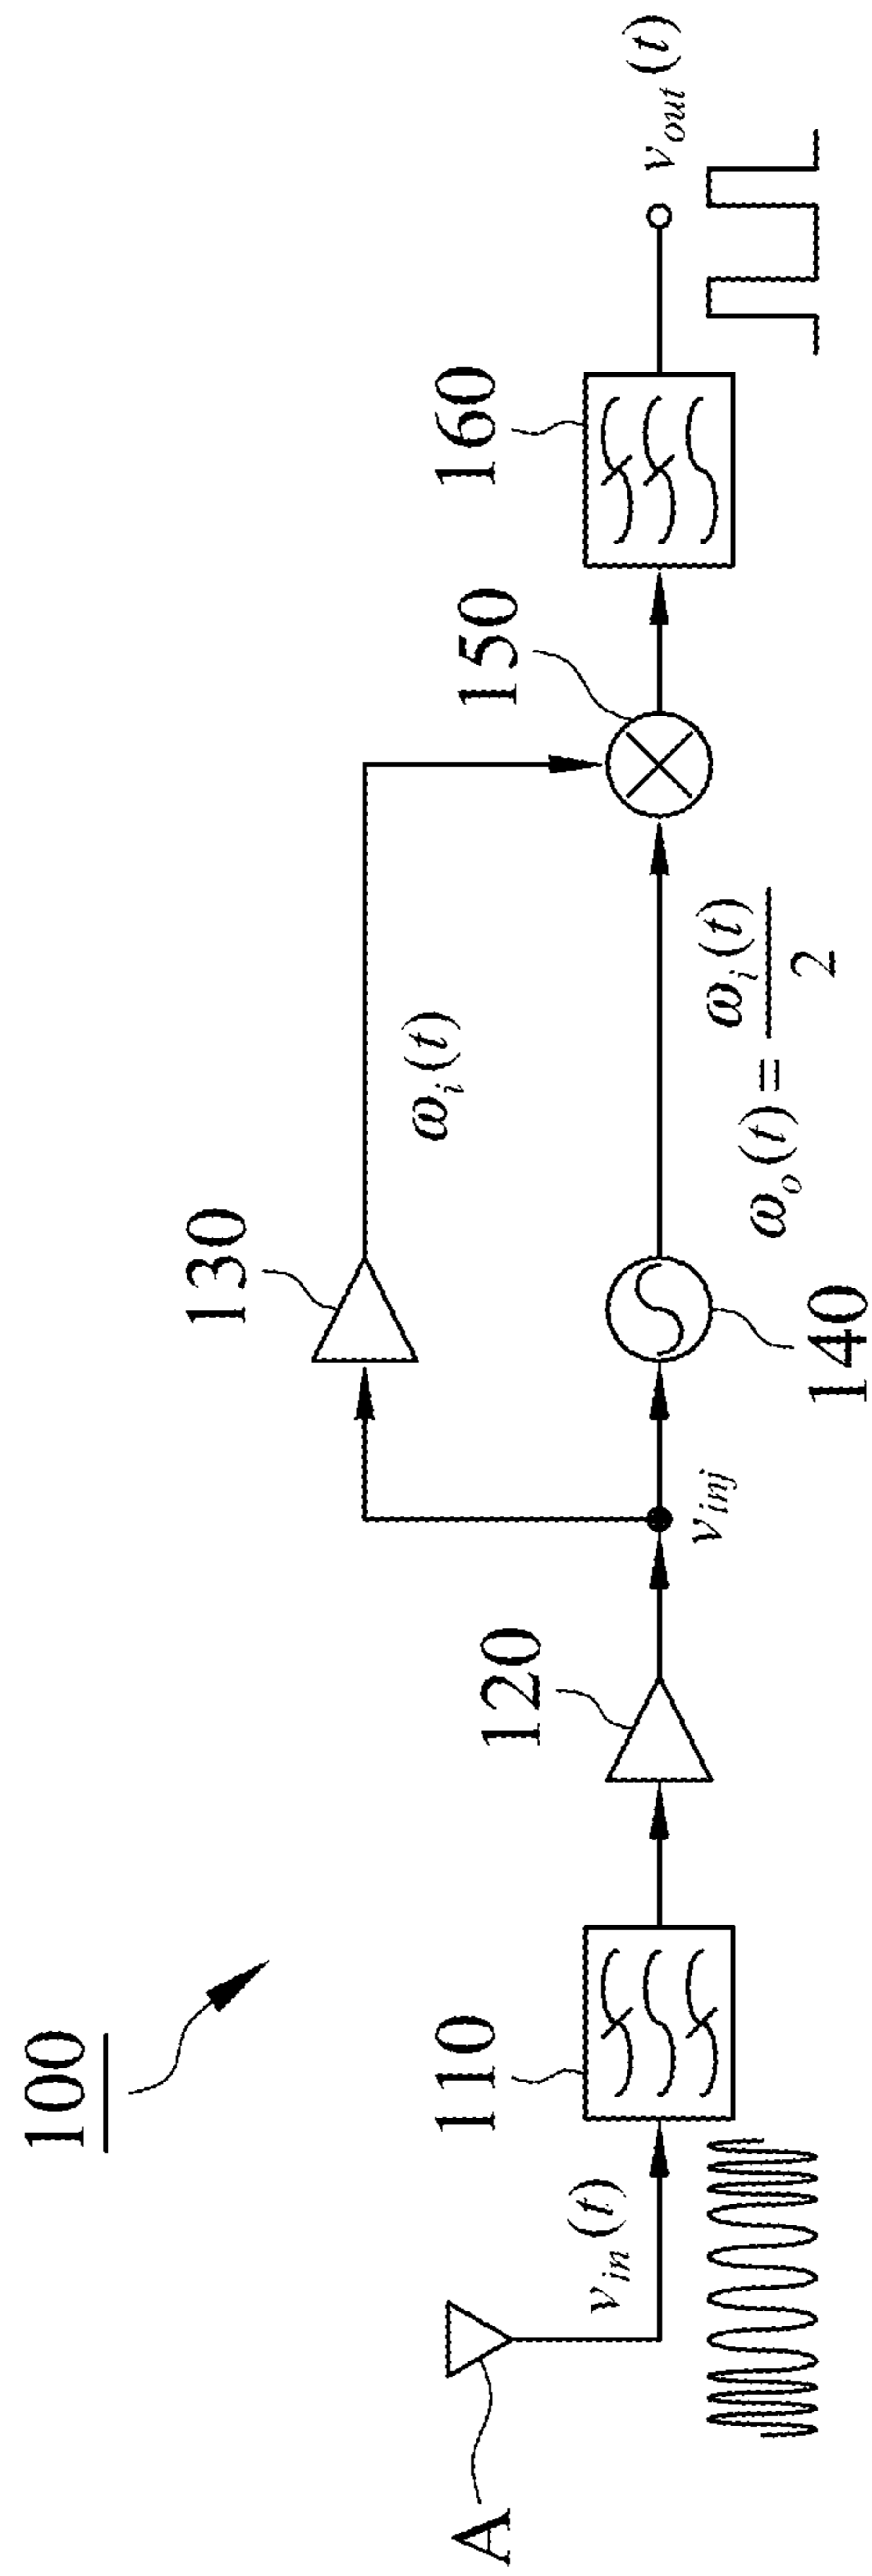 100
A
v_in(t)
110
120
v_inj
130
140
ω_i(t)
ω_o(t) = ω_i(t) / 2
150
160
v_out(t)